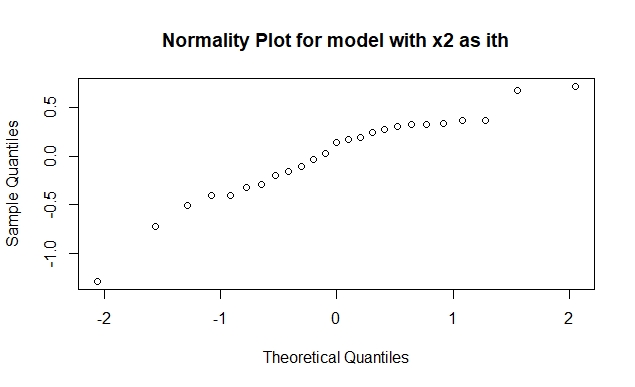 Normality Plot for model with x2 as ith
Sample Quantiles
0.5
0.0
-0.5
-1.0
-2 -1 0 1 2
Theoretical Quantiles